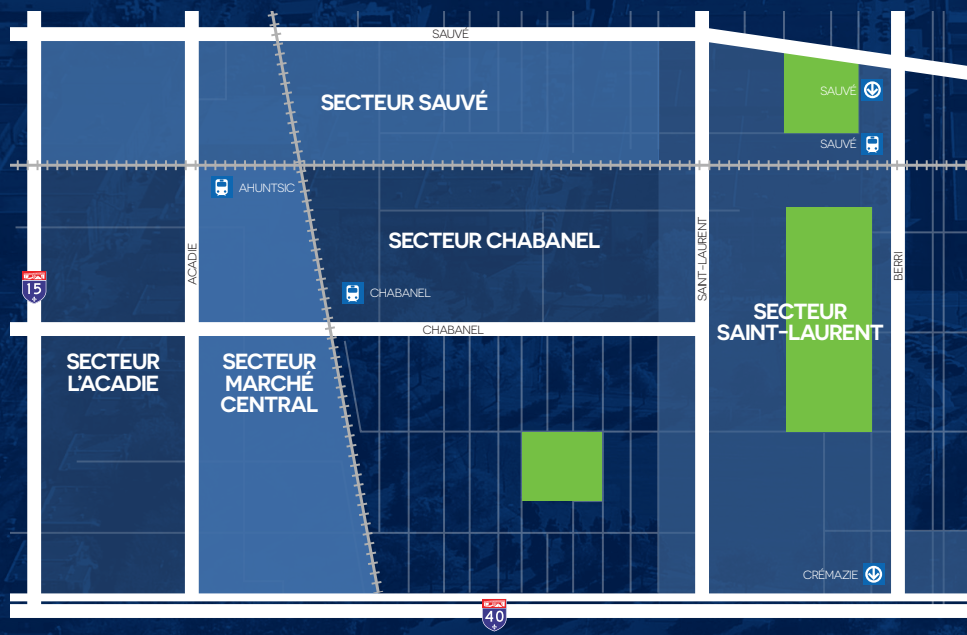 SAUVÉ
SECTEUR SAUVÉ
SAUVÉ
SAUVÉ
AHUNTSIC
ACADIE
SECTEUR CHABANEL
SAINT-LAURENT
BERRI
15
CHABANEL
SECTEUR
SAINT-LAURENT
CHABANEL
SECTEUR
L'ACADIE
SECTEUR
MARCHÉ
CENTRAL
CRÉMAZIE
40